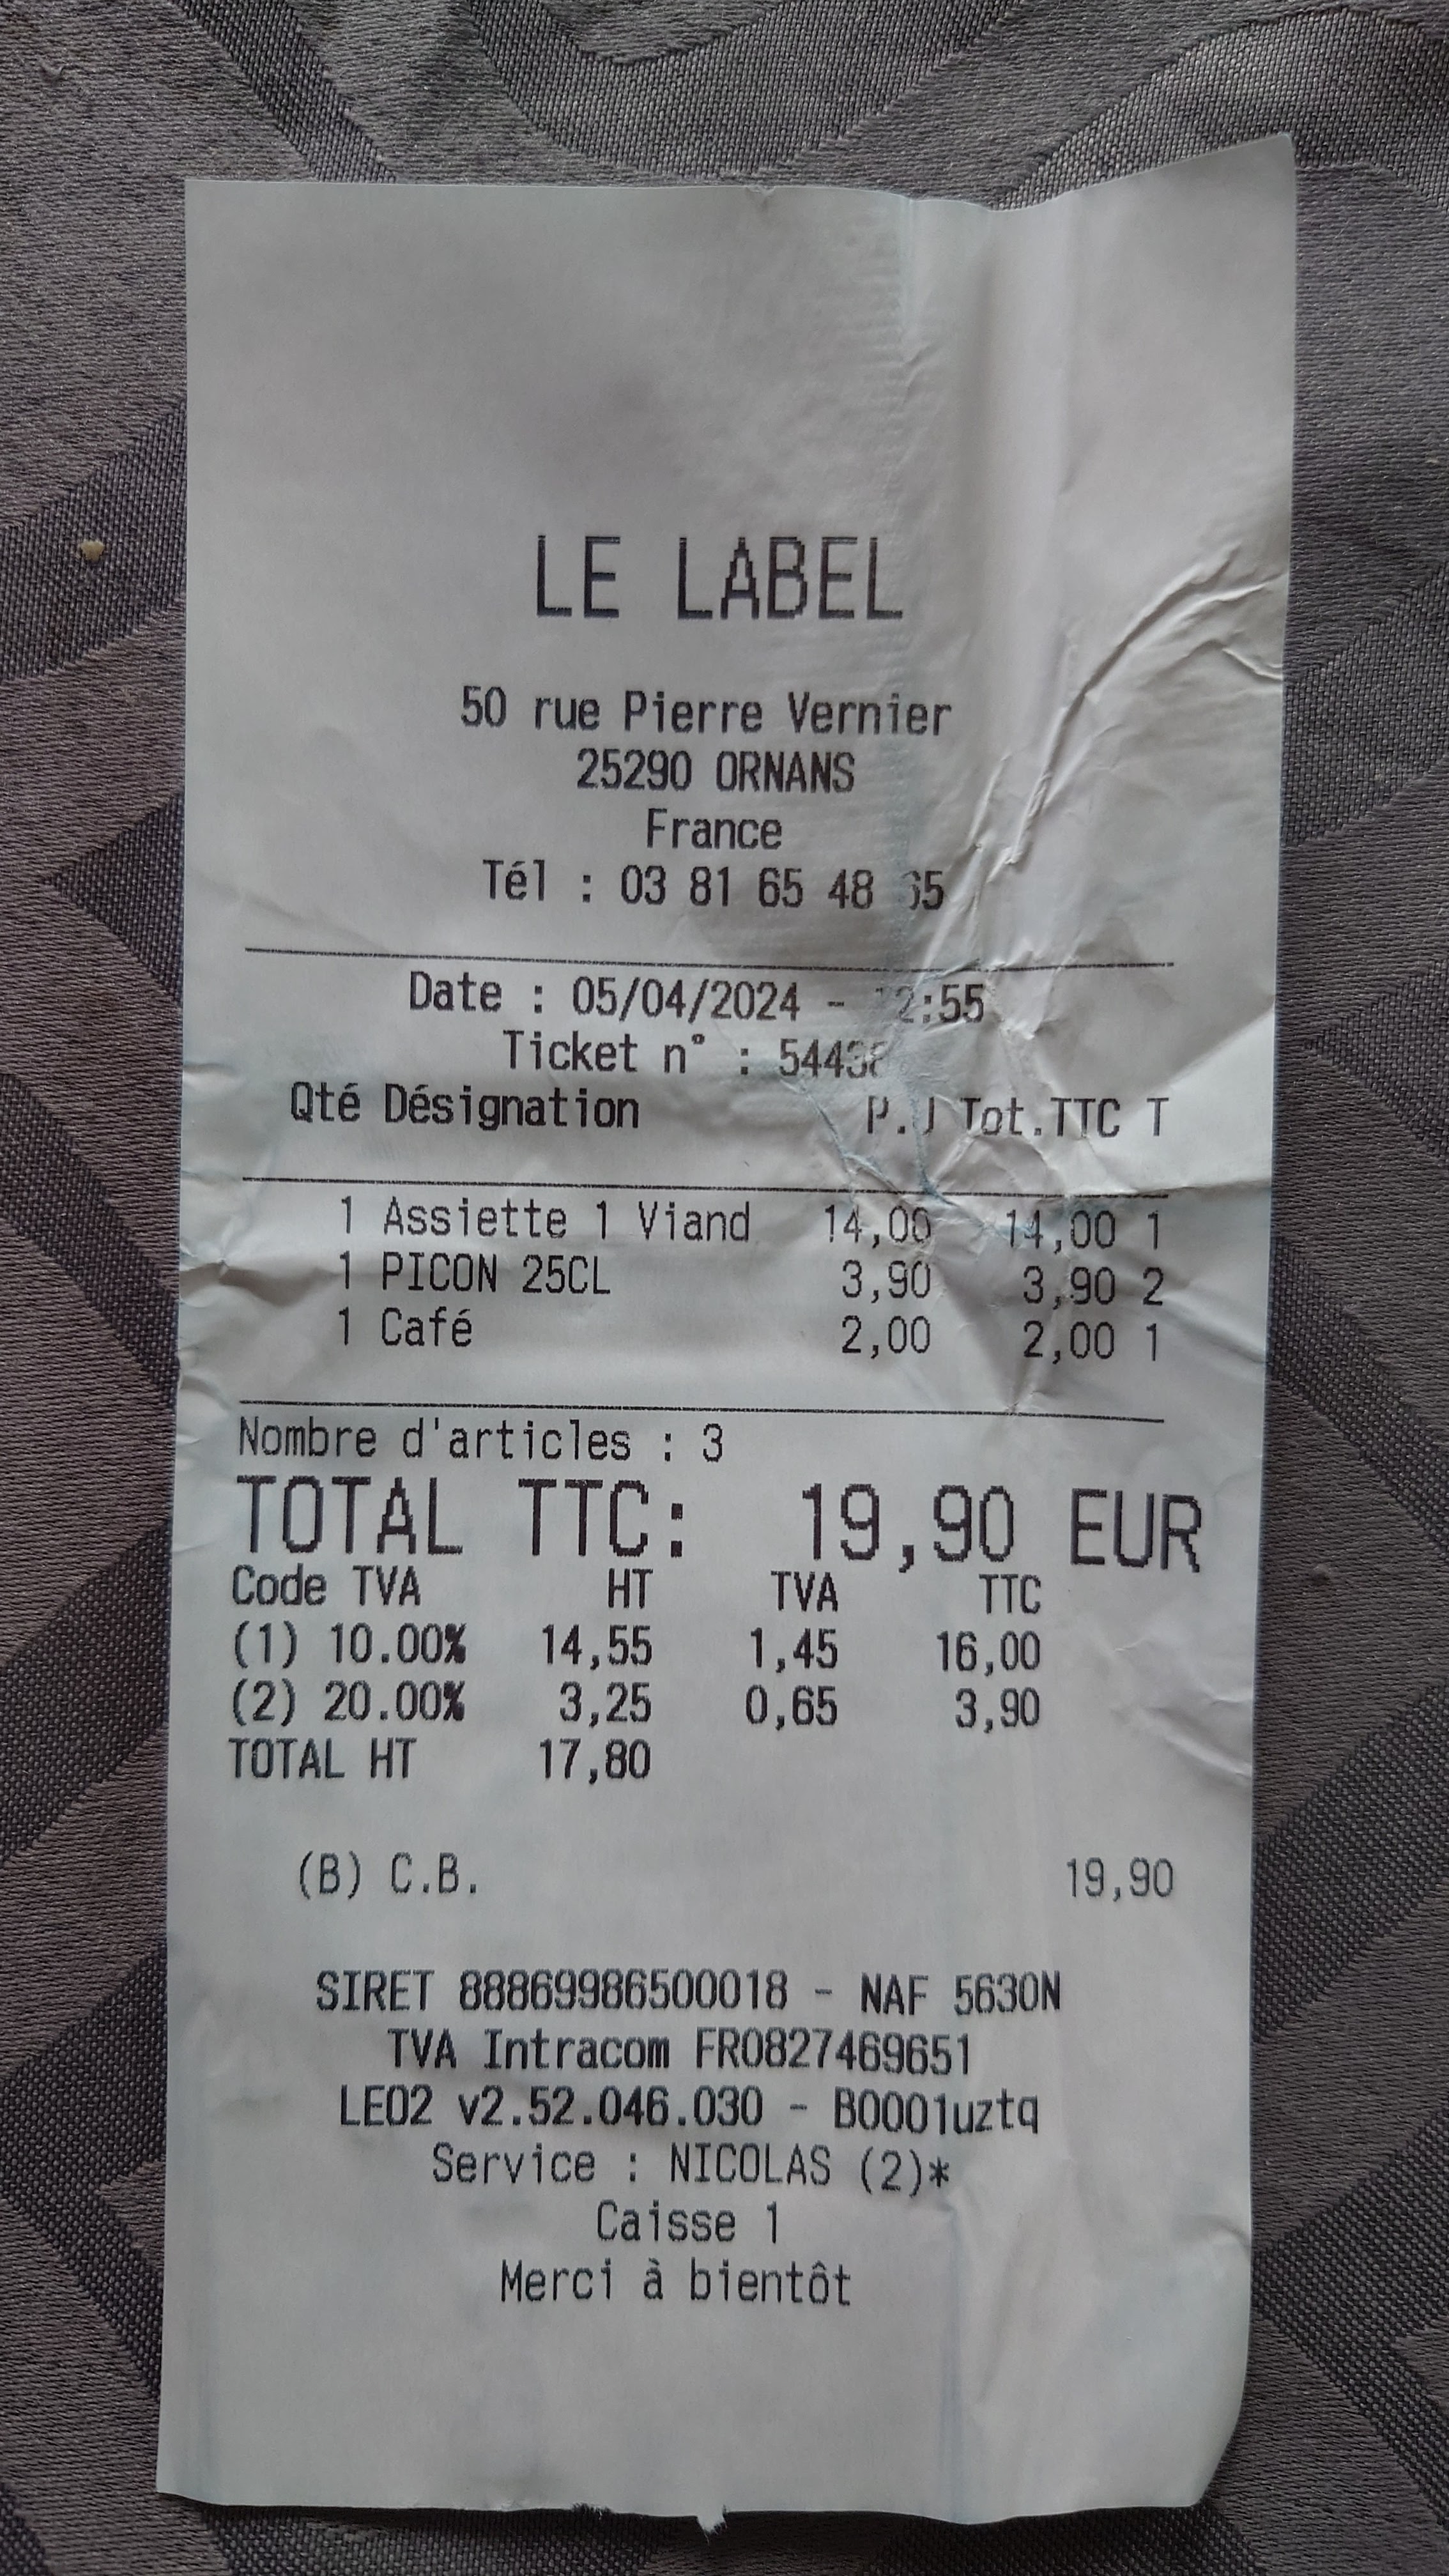 LE LABEL
50 rue Pierre Vernier
25290 ORNANS
France
Tél : 03 81 65 48
Date : 05/04/2024 -
Ticket n° :
Qté Désignation Tot.TTC T
1 Assiette 1 Viand 14,00 14,00 1
1 PICON 25CL 3,90 3,90 2
1 Café 2,00 2,00 1
Nombre d'articles : 3
TOTAL TTC: 19,90 EUR
Code TVA HT TVA TTC
(1) 10.00% 14,55 1,45 16,00
(2) 20.00% 3,25 0,65 3,90
TOTAL HT 17,80
(B) C.B. 19,90
SIRET 88869986500018 - NAF 5630N
TVA Intracom FR0827469651
LEO2 v2.52.046.030 - B0001uztq
Service : NICOLAS (2)*
Caisse 1
Merci à bientôt